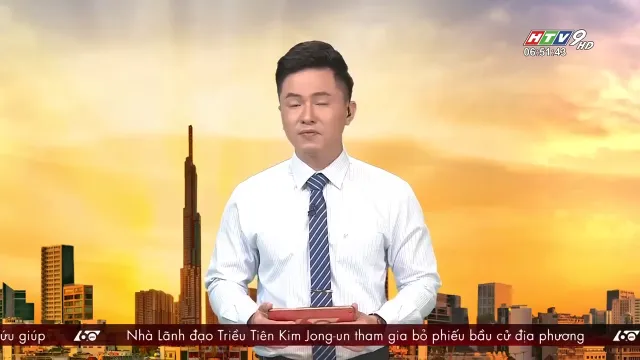 HTV9 HD
06:51:43
ưu giúp
Nhà Lãnh đạo Triều Tiên Kim Jong-un tham gia bỏ phiếu bầu cử địa phương